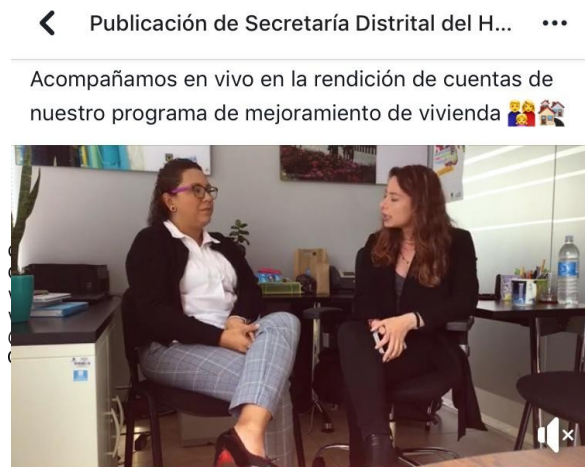 Publicación de Secretaría Distrital del H...
Acompañamos en vivo en la rendición de cuentas de
nuestro programa de mejoramiento de vivienda 👨‍👩‍👧🏘️